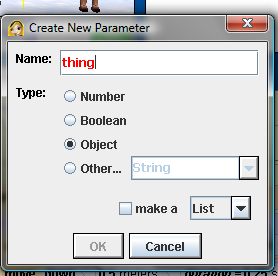 Create New Parameter
Name: thing
Type: Number
Boolean
Object
Other... String
make a List
OK Cancel